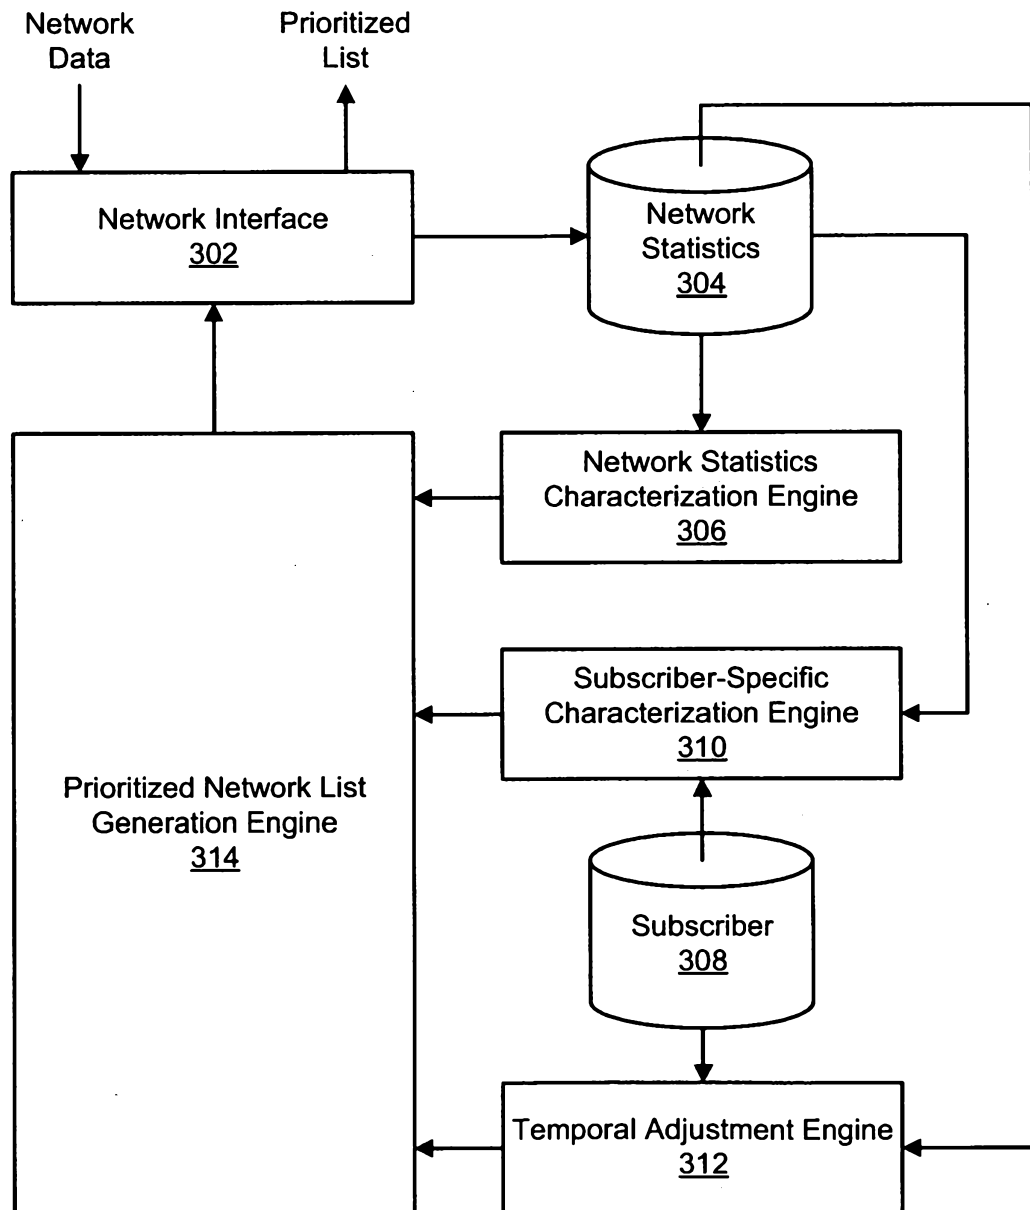 Network
Data
Prioritized
List
Network Interface
302
Network
Statistics
304
Network Statistics
Characterization Engine
306
Subscriber-Specific
Characterization Engine
310
Prioritized Network List
Generation Engine
314
Subscriber
308
Temporal Adjustment Engine
312